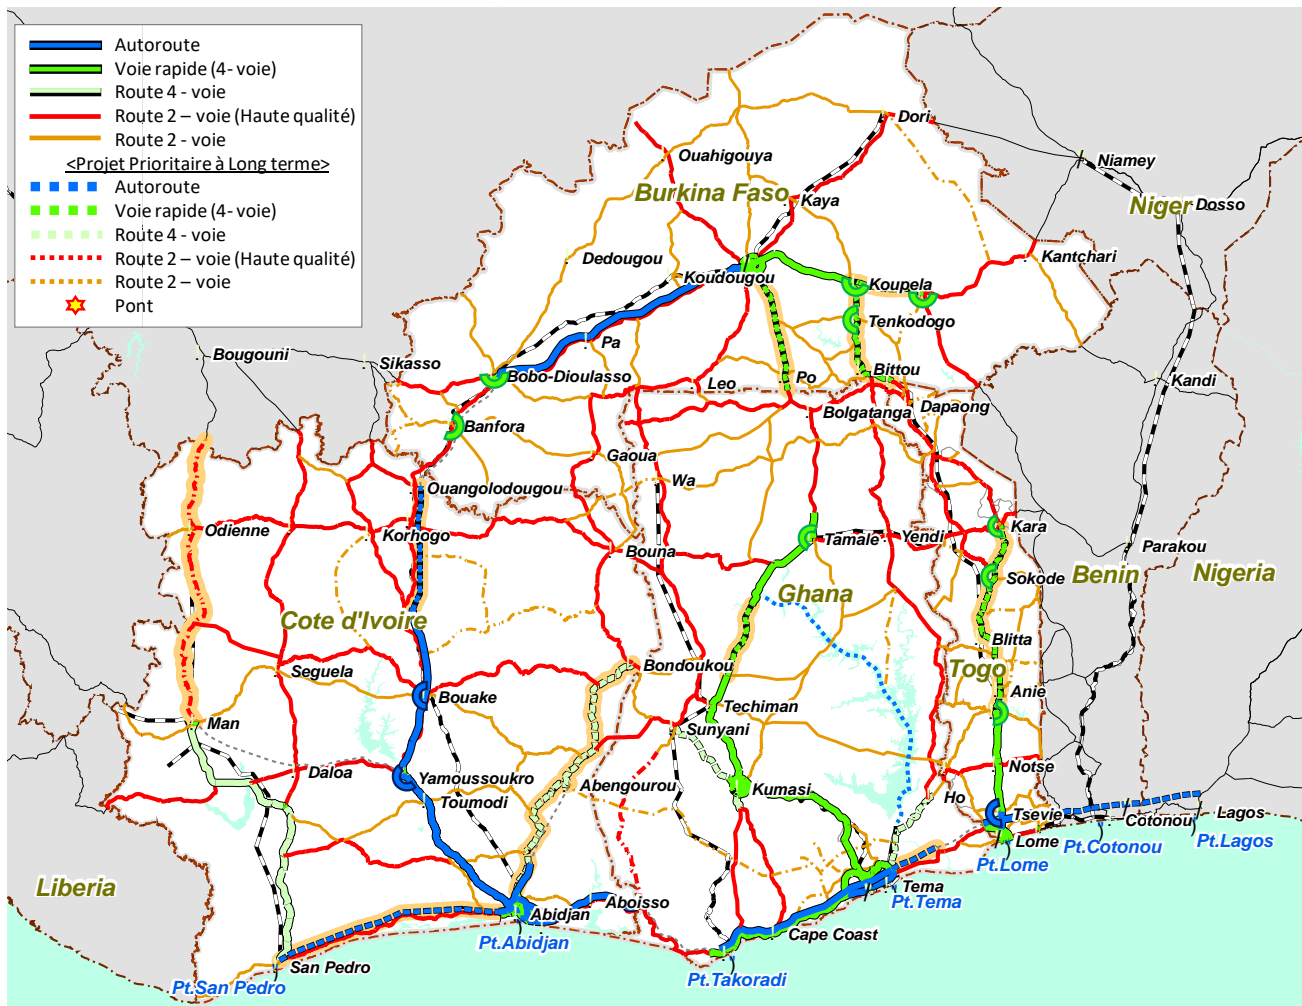 Autoroute
Voie rapide (4- voie)
Route 4 - voie
Route 2 – voie (Haute qualité)
Route 2 - voie
<Projet Prioritaire à Long terme>
Autoroute
Voie rapide (4- voie)
Route 4 - voie
Route 2 – voie (Haute qualité)
Route 2 – voie
Pont
Dori
Ouahigouya
Niamey
Burkina Faso
Kaya
Niger
Dosso
Dedougou
Kantchari
Koudougou
Koupela
Tenkodogo
Bougouni
Sikasso
Pa
Bobo-Dioulasso
Leo
Po
Bittou
Kandi
Bolgatanga
Dapaong
Banfora
Gaoua
Wa
Ouangolodougou
Odienne
Korhogo
Bouna
Tamale
Yendi
Kara
Parakou
Sokode
Benin
Nigeria
Ghana
Cote d'Ivoire
Blitta
Togo
Bondoukou
Seguela
Anie
Bouake
Techiman
Man
Sunyani
Daloa
Yamoussoukro
Notse
Toumodi
Abengourou
Kumasi
Ho
Tsevie
Cotonou
Lagos
Lome
Pt.Lome
Pt.Cotonou
Pt.Lagos
Liberia
Tema
Pt.Tema
Aboisso
Abidjan
Cape Coast
Pt.Abidjan
San Pedro
Pt.San Pedro
Pt.Takoradi